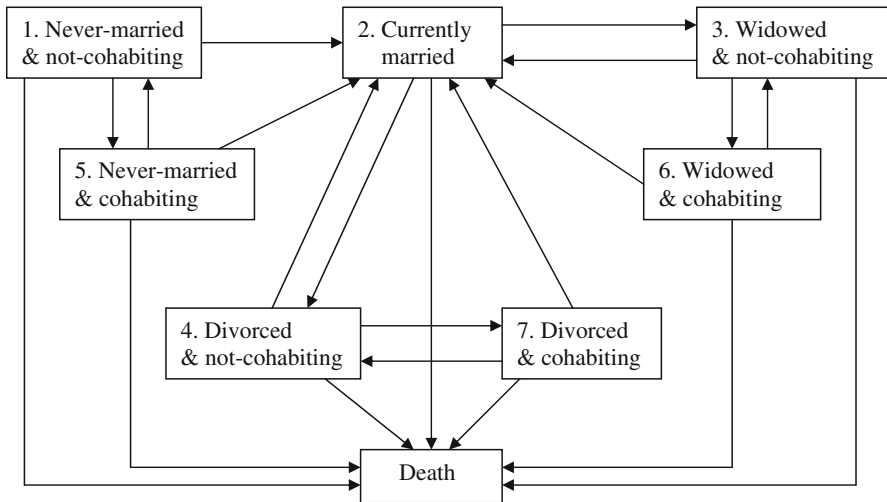 1. Never-married
& not-cohabiting
2. Currently
married
3. Widowed
& not-cohabiting
5. Never-married
& cohabiting
6. Widowed
& cohabiting
4. Divorced
& not-cohabiting
7. Divorced
& cohabiting
Death